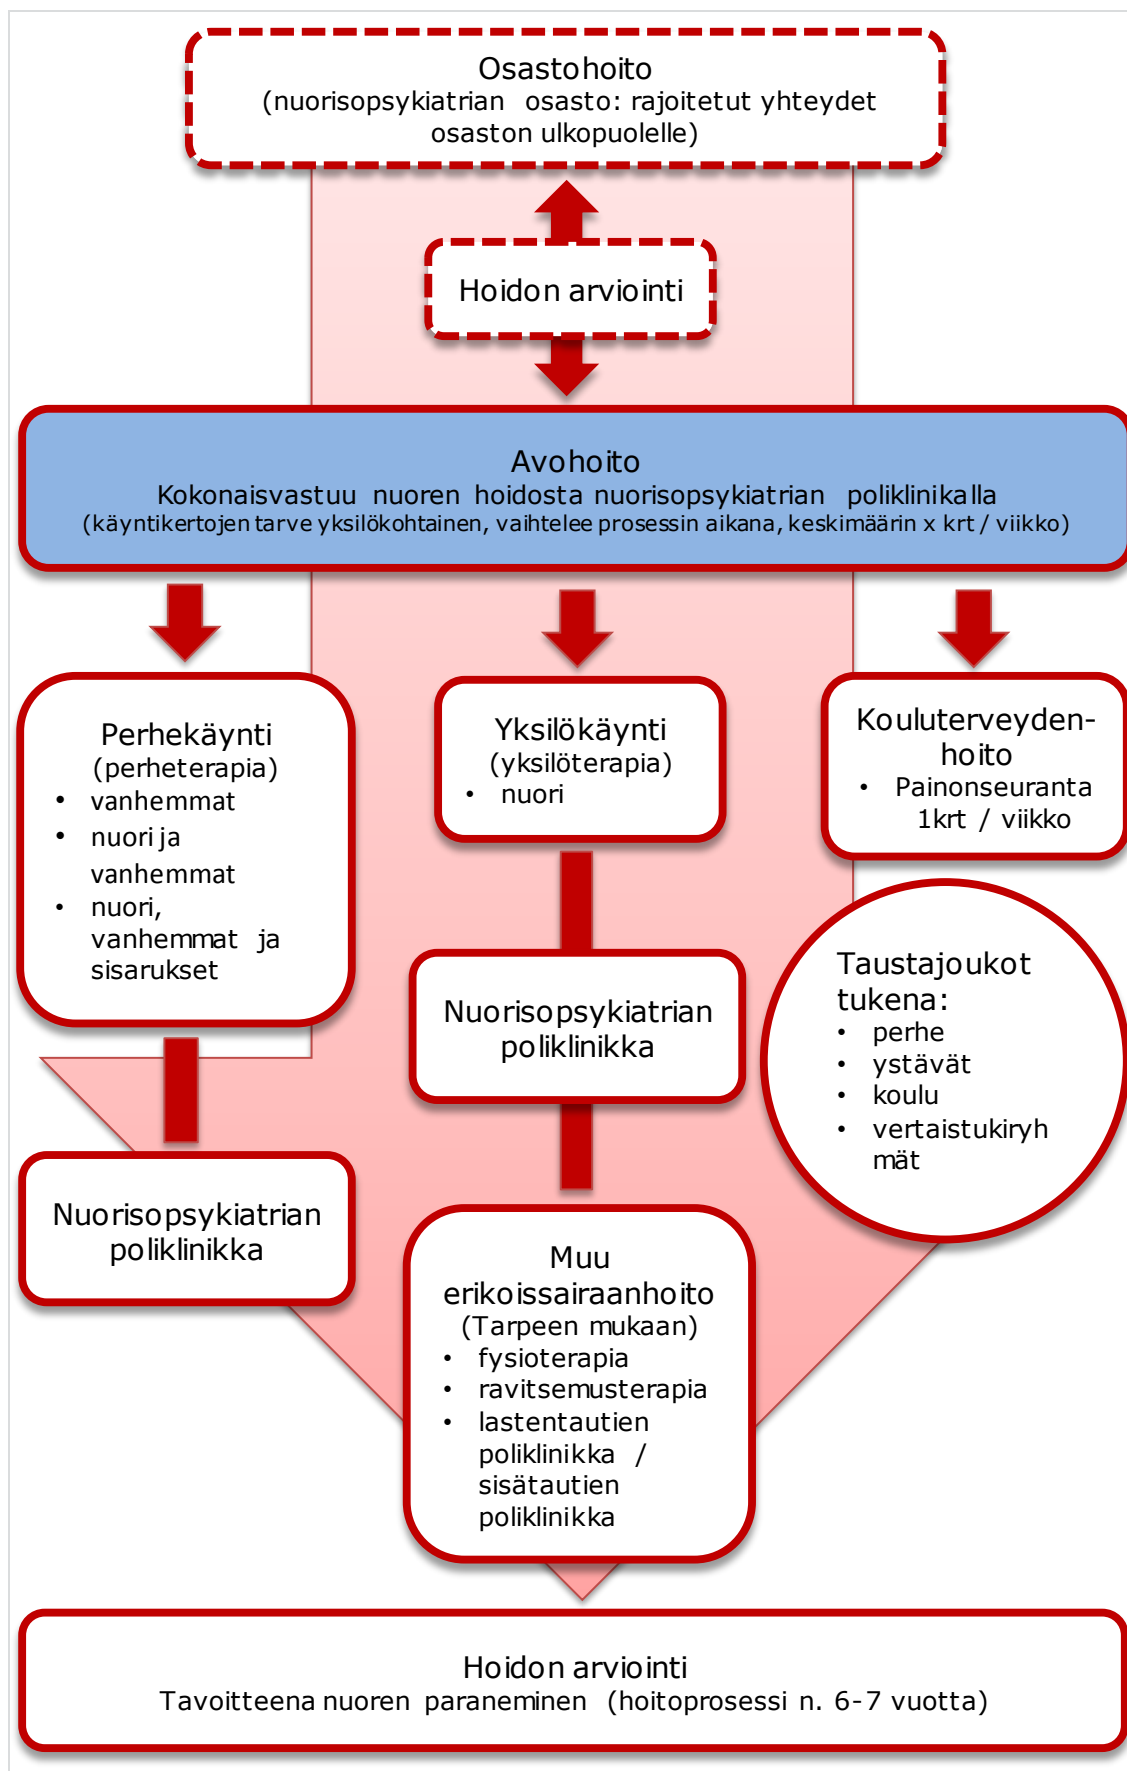 Osastohoito
(nuorisopsykiatrian osasto: rajoitetut yhteydet
osaston ulkopuolelle)
Hoidon arviointi
Avohoito
Kokonaisvastuu nuoren hoidosta nuorisopsykiatrian poliklinikalla
(käyntikertojen tarve yksilökohtainen, vaihtelee prosessin aikana, keskimäärin x krt / viikko)
Perhekäynti
(perheterapia)
• vanhemmat
• nuori ja
vanhemmat
• nuori,
vanhemmat ja
sisarukset
Yksilökäynti
(yksilöterapia)
• nuori
Kouluterveyden-
hoito
• Painonseuranta
1krt / viikko
Nuorisopsykiatrian
poliklinikka
Taustajoukot
tukena:
• perhe
• ystävät
• koulu
• vertaistukiryh
mät
Nuorisopsykiatrian
poliklinikka
Muu
erikoissairaanhoito
(Tarpeen mukaan)
• fysioterapia
• ravitsemusterapia
• lastentautien
poliklinikka /
sisätautien
poliklinikka
Hoidon arviointi
Tavoitteena nuoren paraneminen (hoitoprosessi n. 6-7 vuotta)